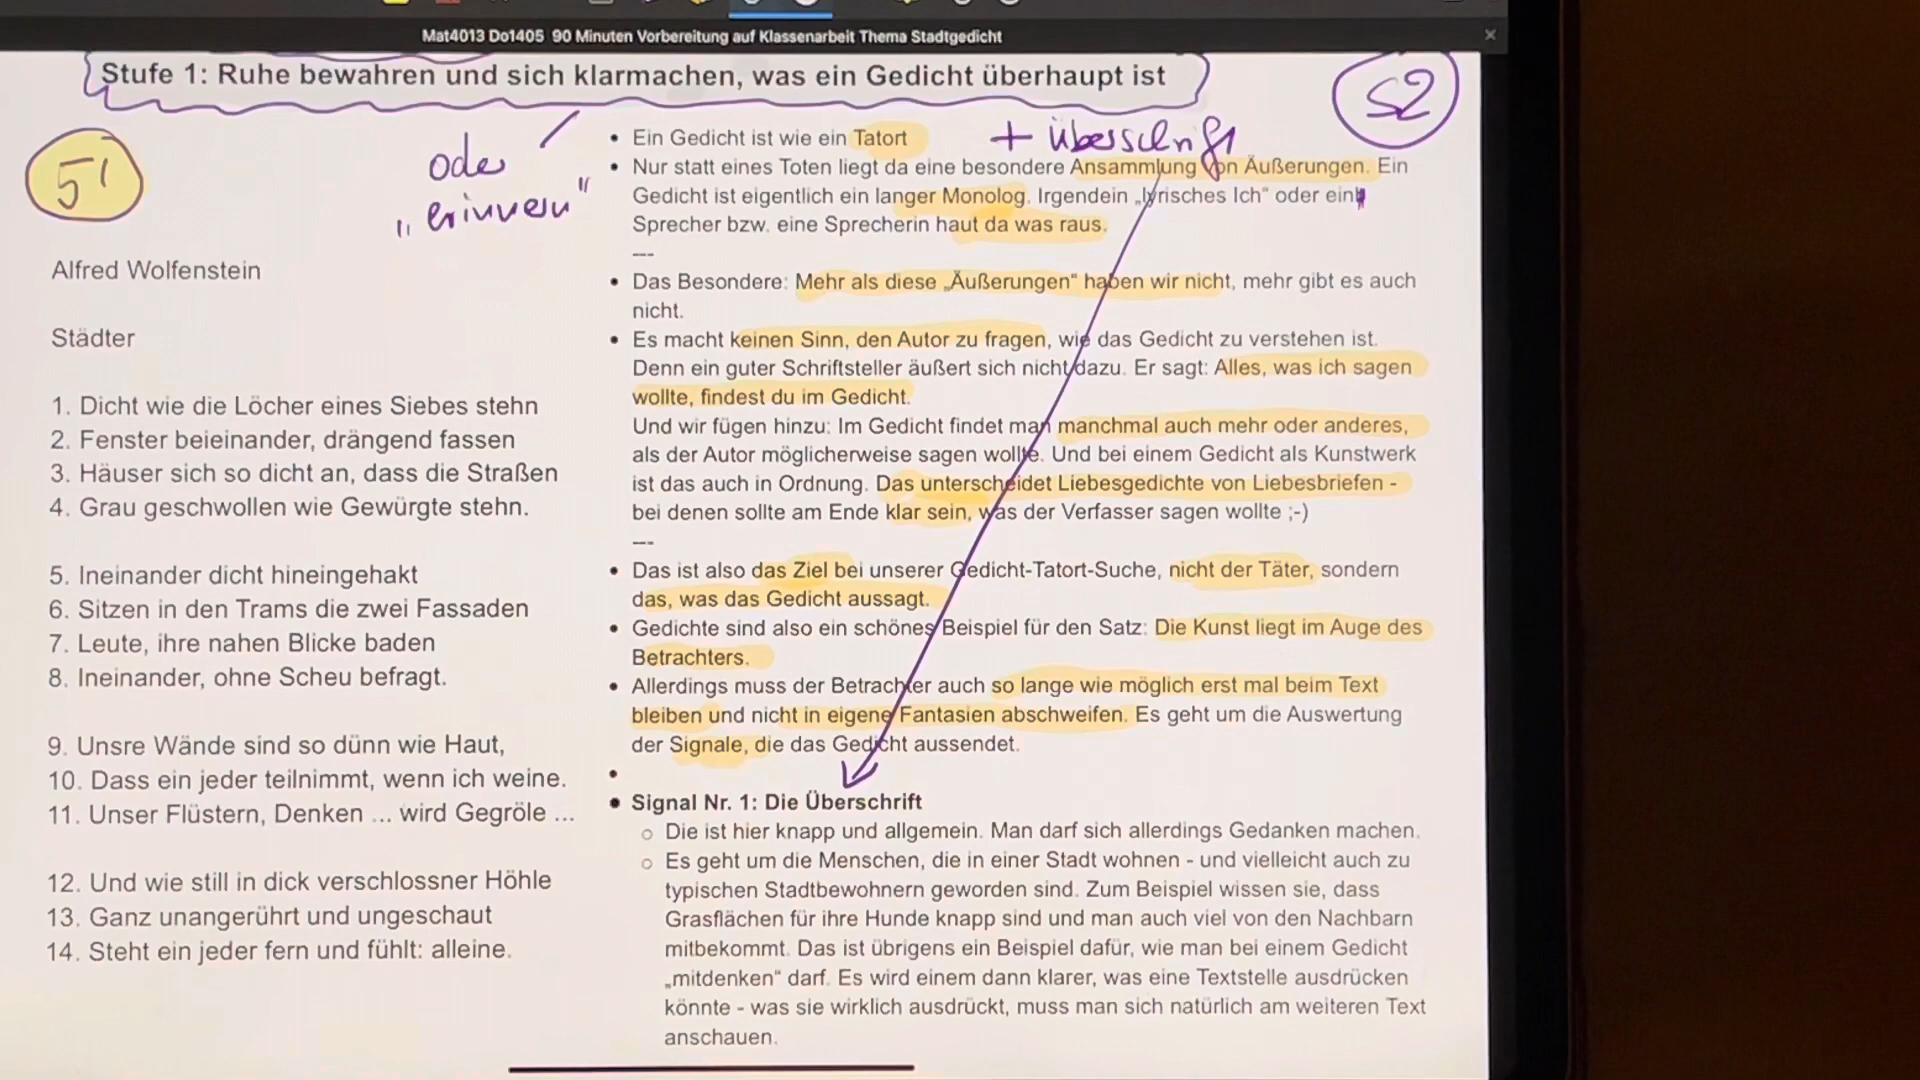 Mat4013 Do1405 90 Minuten Vorbereitung auf Klassenarbeit Thema Stadtgedicht
Stufe 1: Ruhe bewahren und sich klarmachen, was ein Gedicht überhaupt ist
S2
5'
oder
"erinnern"
+ Überschrift
Alfred Wolfenstein
Städter
1. Dicht wie die Löcher eines Siebes stehn
2. Fenster beieinander, drängend fassen
3. Häuser sich so dicht an, dass die Straßen
4. Grau geschwollen wie Gewürgte stehn.
5. Ineinander dicht hineingehakt
6. Sitzen in den Trams die zwei Fassaden
7. Leute, ihre nahen Blicke baden
8. Ineinander, ohne Scheu befragt.
9. Unsre Wände sind so dünn wie Haut,
10. Dass ein jeder teilnimmt, wenn ich weine.
11. Unser Flüstern, Denken ... wird Gegröle ...
12. Und wie still in dick verschlossner Höhle
13. Ganz unangerührt und ungeschaut
14. Steht ein jeder fern und fühlt: alleine.
• Ein Gedicht ist wie ein Tatort
• Nur statt eines Toten liegt da eine besondere Ansammlung von Äußerungen. Ein
Gedicht ist eigentlich ein langer Monolog. Irgendein „lyrisches Ich“ oder ein
Sprecher bzw. eine Sprecherin haut da was raus.
---
• Das Besondere: Mehr als diese „Äußerungen“ haben wir nicht, mehr gibt es auch
nicht.
• Es macht keinen Sinn, den Autor zu fragen, wie das Gedicht zu verstehen ist.
Denn ein guter Schriftsteller äußert sich nicht dazu. Er sagt: Alles, was ich sagen
wollte, findest du im Gedicht.
Und wir fügen hinzu: Im Gedicht findet man manchmal auch mehr oder anderes,
als der Autor möglicherweise sagen wollte. Und bei einem Gedicht als Kunstwerk
ist das auch in Ordnung. Das unterscheidet Liebesgedichte von Liebesbriefen -
bei denen sollte am Ende klar sein, was der Verfasser sagen wollte ;-)
---
• Das ist also das Ziel bei unserer Gedicht-Tatort-Suche, nicht der Täter, sondern
das, was das Gedicht aussagt.
• Gedichte sind also ein schönes Beispiel für den Satz: Die Kunst liegt im Auge des
Betrachters.
• Allerdings muss der Betrachter auch so lange wie möglich erst mal beim Text
bleiben und nicht in eigene Fantasien abschweifen. Es geht um die Auswertung
der Signale, die das Gedicht aussendet.
•
• Signal Nr. 1: Die Überschrift
○ Die ist hier knapp und allgemein. Man darf sich allerdings Gedanken machen.
○ Es geht um die Menschen, die in einer Stadt wohnen - und vielleicht auch zu
typischen Stadtbewohnern geworden sind. Zum Beispiel wissen sie, dass
Grasflächen für ihre Hunde knapp sind und man auch viel von den Nachbarn
mitbekommt. Das ist übrigens ein Beispiel dafür, wie man bei einem Gedicht
„mitdenken“ darf. Es wird einem dann klarer, was eine Textstelle ausdrücken
könnte - was sie wirklich ausdrückt, muss man sich natürlich am weiteren Text
anschauen.